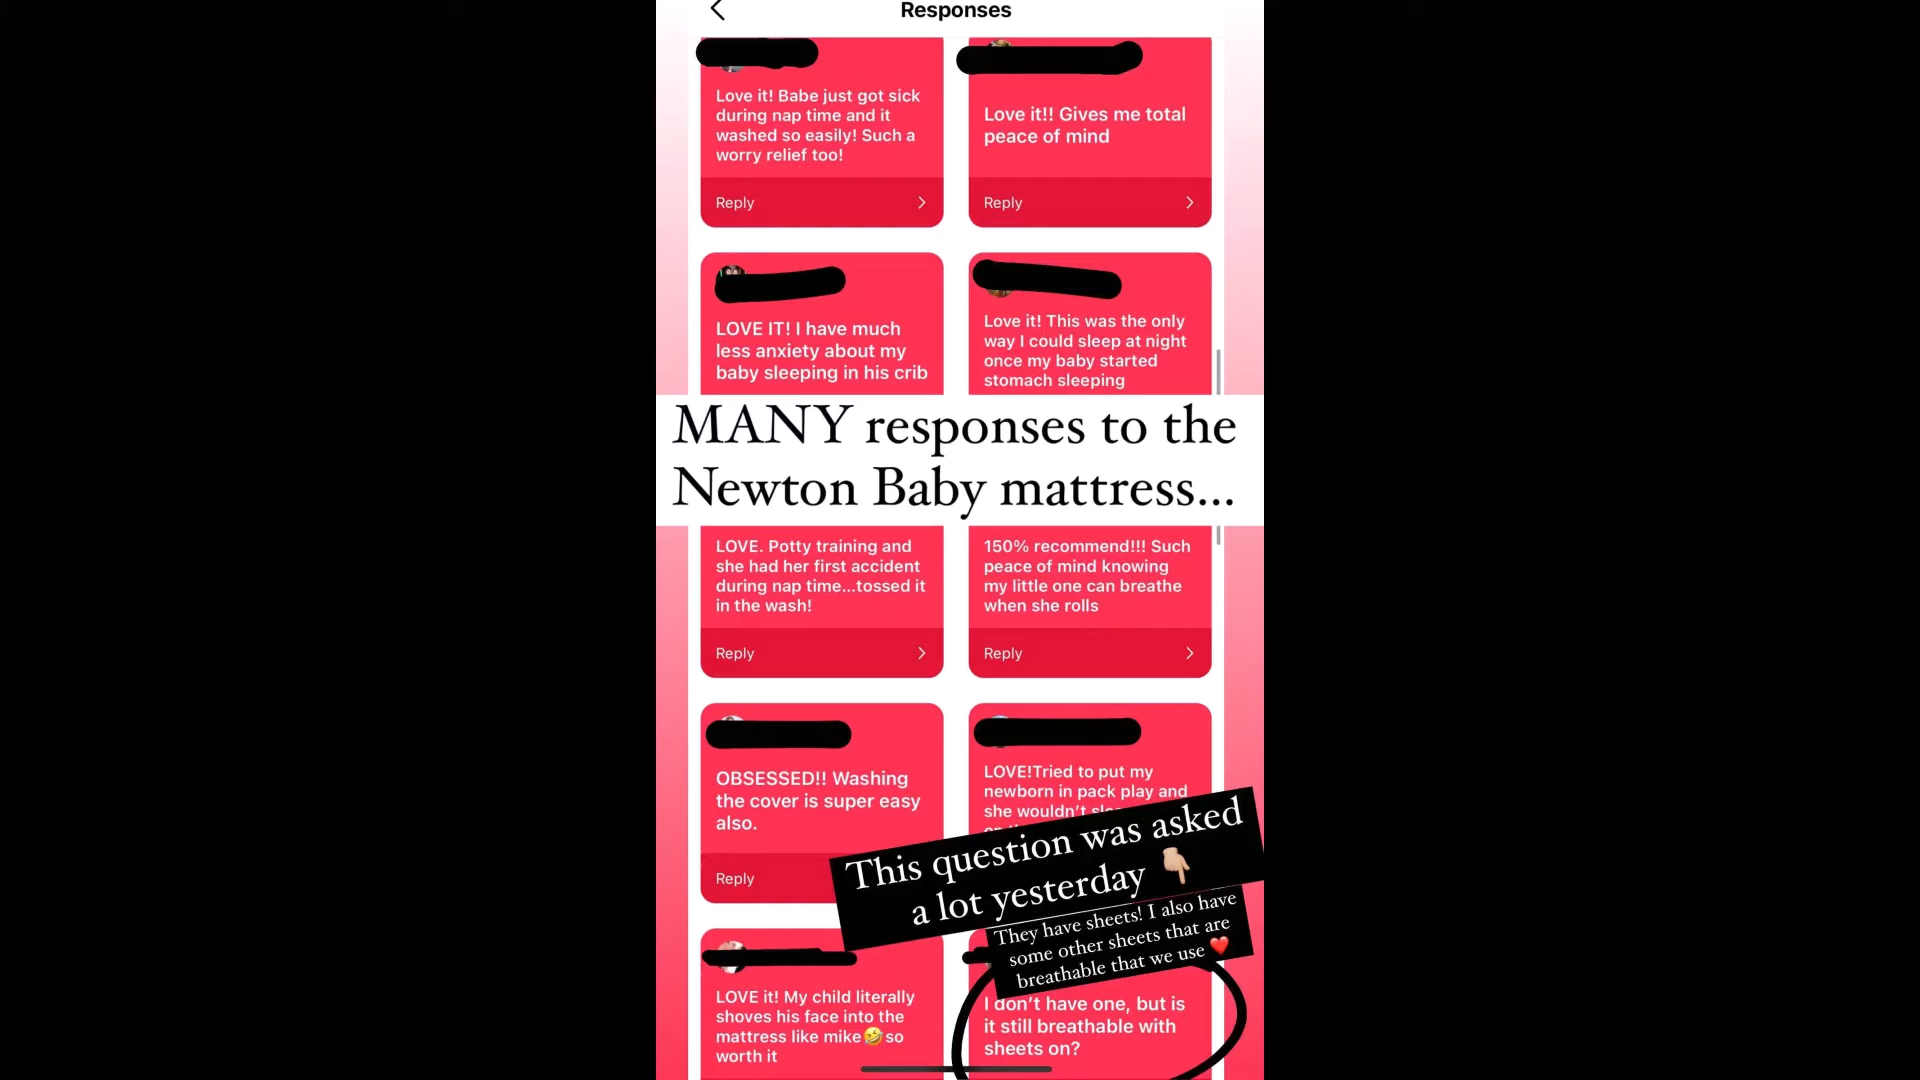 Responses
Love it! Babe just got sick
during nap time and it
washed so easily! Such a
worry relief too!
Reply
Love it!! Gives me total
peace of mind
Reply
LOVE IT! I have much
less anxiety about my
baby sleeping in his crib
Love it! This was the only
way I could sleep at night
once my baby started
stomach sleeping
MANY responses to the
Newton Baby mattress...
LOVE. Potty training and
she had her first accident
during nap time...tossed it
in the wash!
Reply
150% recommend!!! Such
peace of mind knowing
my little one can breathe
when she rolls
Reply
OBSESSED!! Washing
the cover is super easy
also.
Reply
LOVE!Tried to put my
newborn in pack play and
she wouldn't
This question was asked
a lot yesterday 👇🏼
They have sheets! I also have
some other sheets that are
breathable that we use ❤️
LOVE it! My child literally
shoves his face into the
mattress like mike🤣so
worth it
I don't have one, but is
it still breathable with
sheets on?